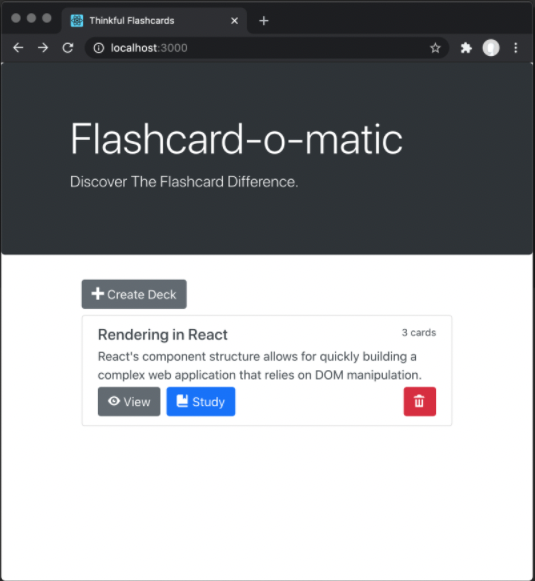 Thinkful Flashcards
localhost:3000
Flashcard-o-matic
Discover The Flashcard Difference.
Create Deck
Rendering in React 3 cards
React's component structure allows for quickly building a
complex web application that relies on DOM manipulation.
View Study